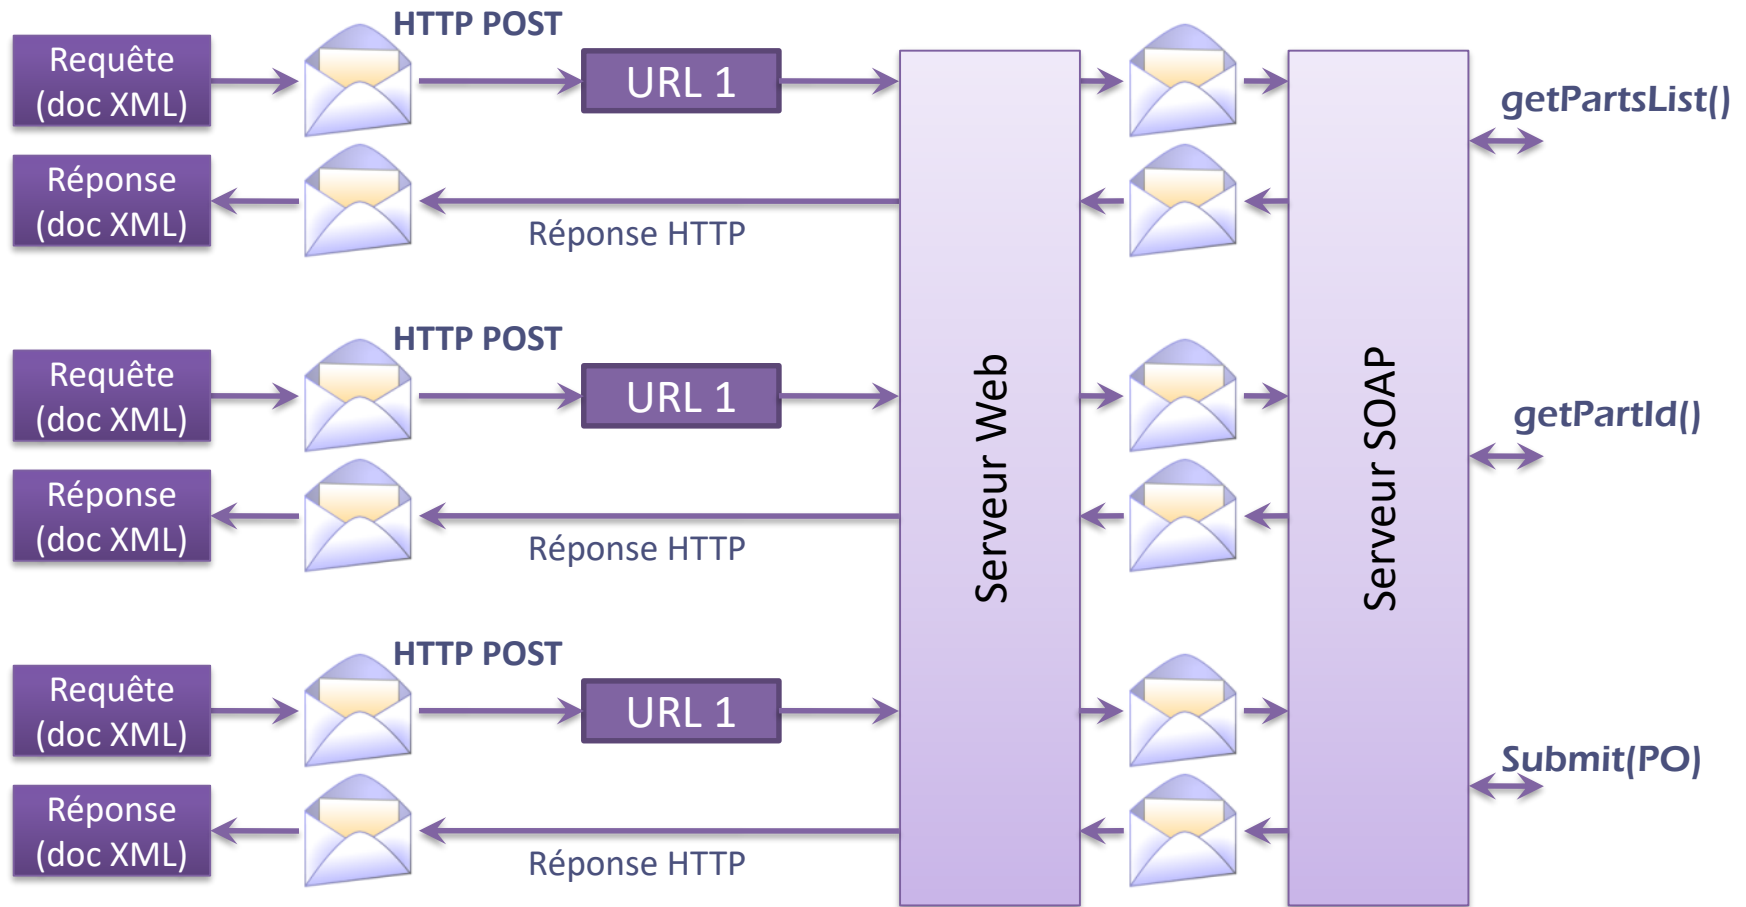 HTTP POST
Requête
(doc XML)
URL 1
getPartsList()
Réponse
(doc XML)
Réponse HTTP
HTTP POST
Requête
(doc XML)
URL 1
Serveur Web
Serveur SOAP
getPartId()
Réponse
(doc XML)
Réponse HTTP
HTTP POST
Requête
(doc XML)
URL 1
Submit(PO)
Réponse
(doc XML)
Réponse HTTP